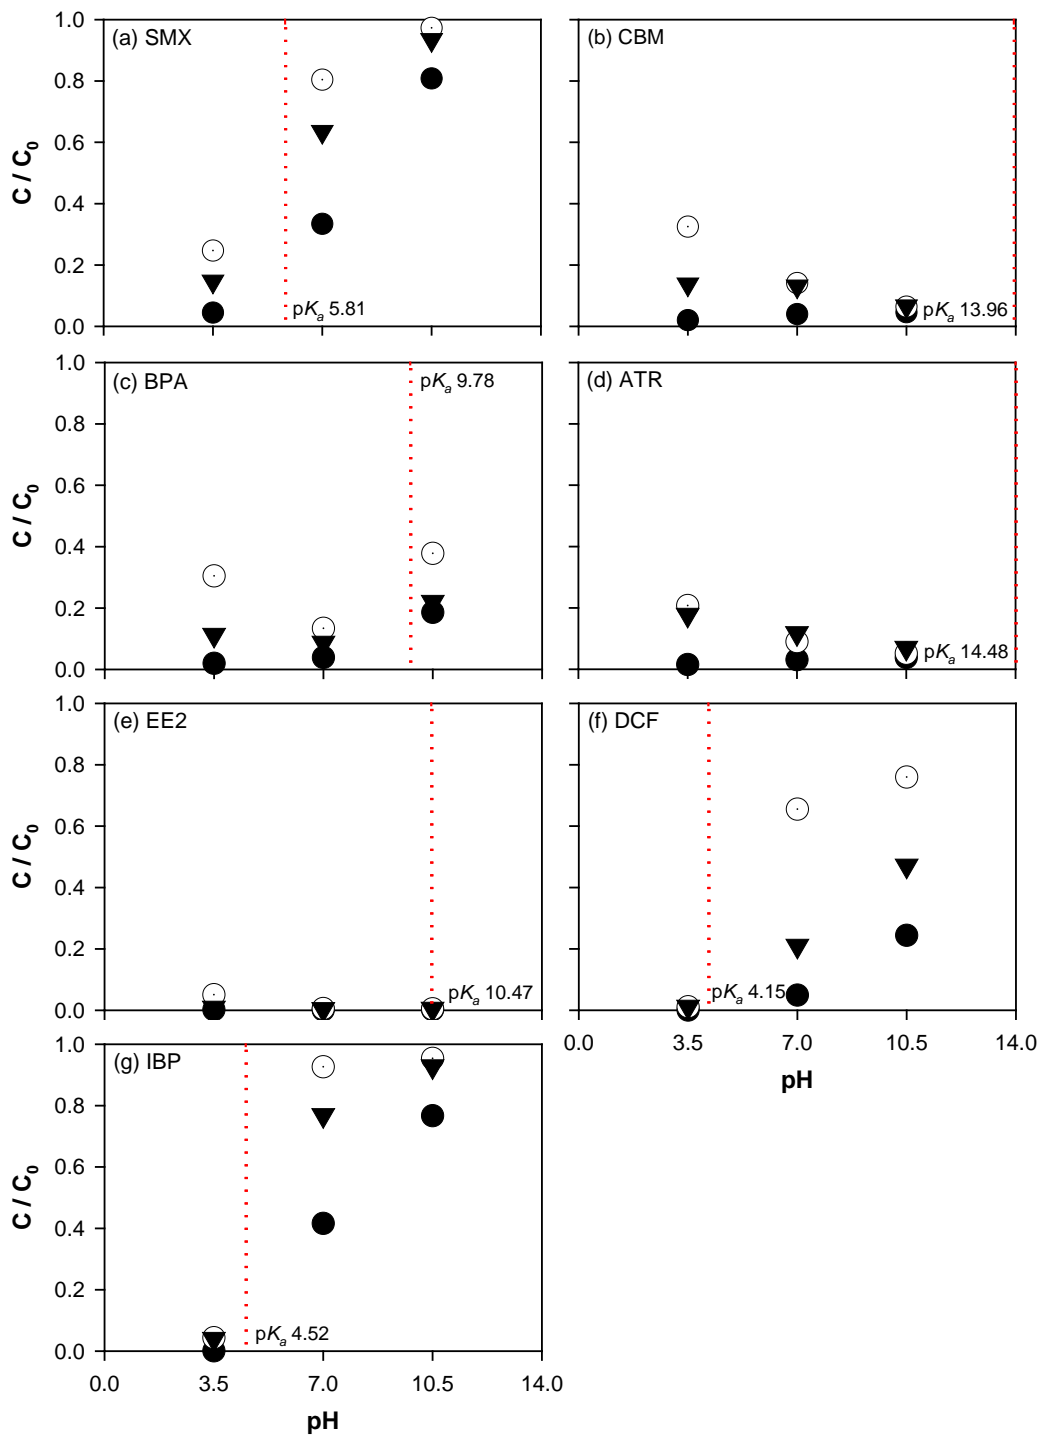 (a) SMX
1.0
0.8
0.6
0.4
0.2
0.0
C / C0
pKa 5.81
(b) CBM
pKa 13.96
(c) BPA
1.0
0.8
0.6
0.4
0.2
0.0
C / C0
pKa 9.78
(d) ATR
pKa 14.48
(e) EE2
1.0
0.8
0.6
0.4
0.2
0.0
C / C0
pKa 10.47
(f) DCF
pKa 4.15
0.0 3.5 7.0 10.5 14.0
pH
(g) IBP
1.0
0.8
0.6
0.4
0.2
0.0
C / C0
pKa 4.52
0.0 3.5 7.0 10.5 14.0
pH